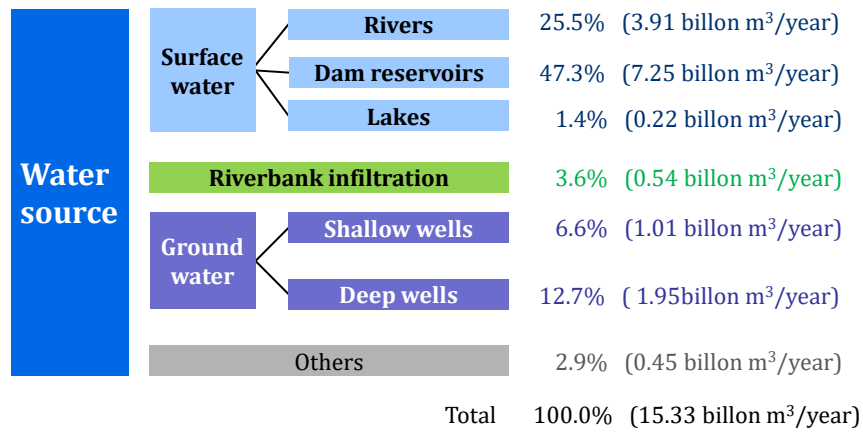 Water
source
Surface
water
Rivers 25.5% (3.91 billon m³/year)
Dam reservoirs 47.3% (7.25 billon m³/year)
Lakes 1.4% (0.22 billon m³/year)
Riverbank infiltration 3.6% (0.54 billon m³/year)
Ground
water
Shallow wells 6.6% (1.01 billon m³/year)
Deep wells 12.7% ( 1.95billon m³/year)
Others 2.9% (0.45 billon m³/year)
Total 100.0% (15.33 billon m³/year)